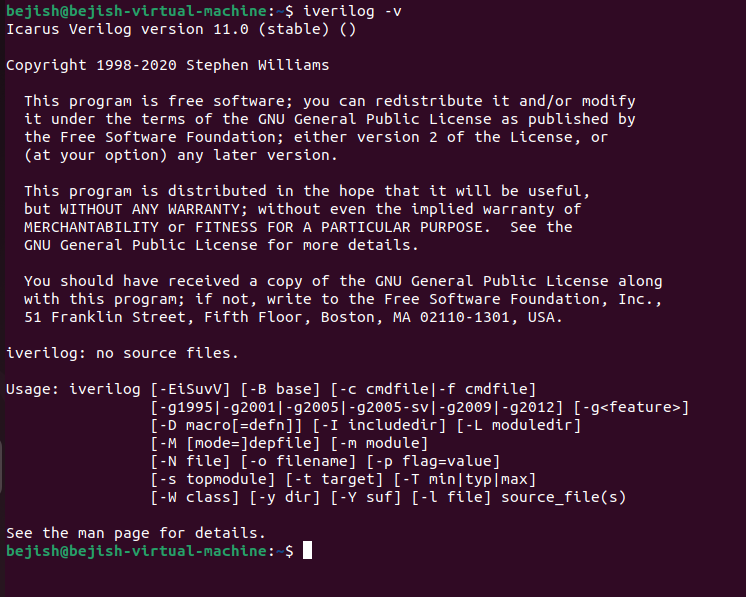 bejish@bejish-virtual-machine:~$ iverilog -v
Icarus Verilog version 11.0 (stable) ()
Copyright 1998-2020 Stephen Williams
This program is free software; you can redistribute it and/or modify
it under the terms of the GNU General Public License as published by
the Free Software Foundation; either version 2 of the License, or
(at your option) any later version.
This program is distributed in the hope that it will be useful,
but WITHOUT ANY WARRANTY; without even the implied warranty of
MERCHANTABILITY or FITNESS FOR A PARTICULAR PURPOSE.  See the
GNU General Public License for more details.
You should have received a copy of the GNU General Public License along
with this program; if not, write to the Free Software Foundation, Inc.,
51 Franklin Street, Fifth Floor, Boston, MA 02110-1301, USA.
iverilog: no source files.
Usage: iverilog [-EiSuvV] [-B base] [-c cmdfile|-f cmdfile]
[-g1995|-g2001|-g2005|-g2005-sv|-g2009|-g2012] [-g<feature>]
[-D macro[=defn]] [-I includedir] [-L moduledir]
[-M [mode=]depfile] [-m module]
[-N file] [-o filename] [-p flag=value]
[-s topmodule] [-t target] [-T min|typ|max]
[-W class] [-y dir] [-Y suf] [-l file] source_file(s)
See the man page for details.
bejish@bejish-virtual-machine:~$